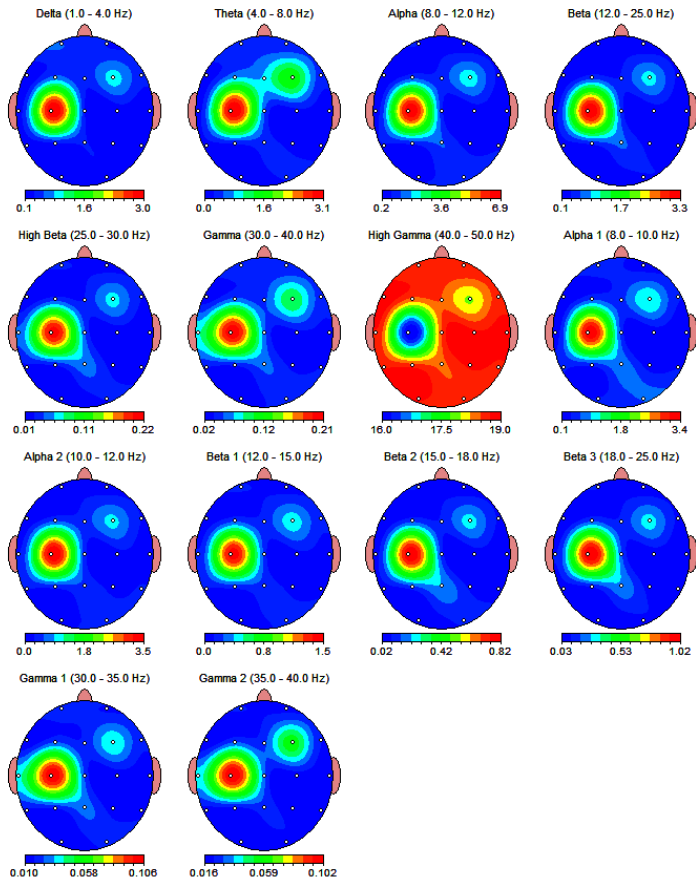 Delta (1.0 - 4.0 Hz) Theta (4.0 - 8.0 Hz) Alpha (8.0 - 12.0 Hz) Beta (12.0 - 25.0 Hz)
0.1 1.6 3.0 0.0 1.6 3.1 0.2 3.6 6.9 0.1 1.7 3.3
High Beta (25.0 - 30.0 Hz) Gamma (30.0 - 40.0 Hz) High Gamma (40.0 - 50.0 Hz) Alpha 1 (8.0 - 10.0 Hz)
0.01 0.11 0.22 0.02 0.12 0.21 16.0 17.5 19.0 0.1 1.8 3.4
Alpha 2 (10.0 - 12.0 Hz) Beta 1 (12.0 - 15.0 Hz) Beta 2 (15.0 - 18.0 Hz) Beta 3 (18.0 - 25.0 Hz)
0.0 1.8 3.5 0.0 0.8 1.5 0.02 0.42 0.82 0.03 0.53 1.02
Gamma 1 (30.0 - 35.0 Hz) Gamma 2 (35.0 - 40.0 Hz)
0.010 0.058 0.106 0.016 0.059 0.102